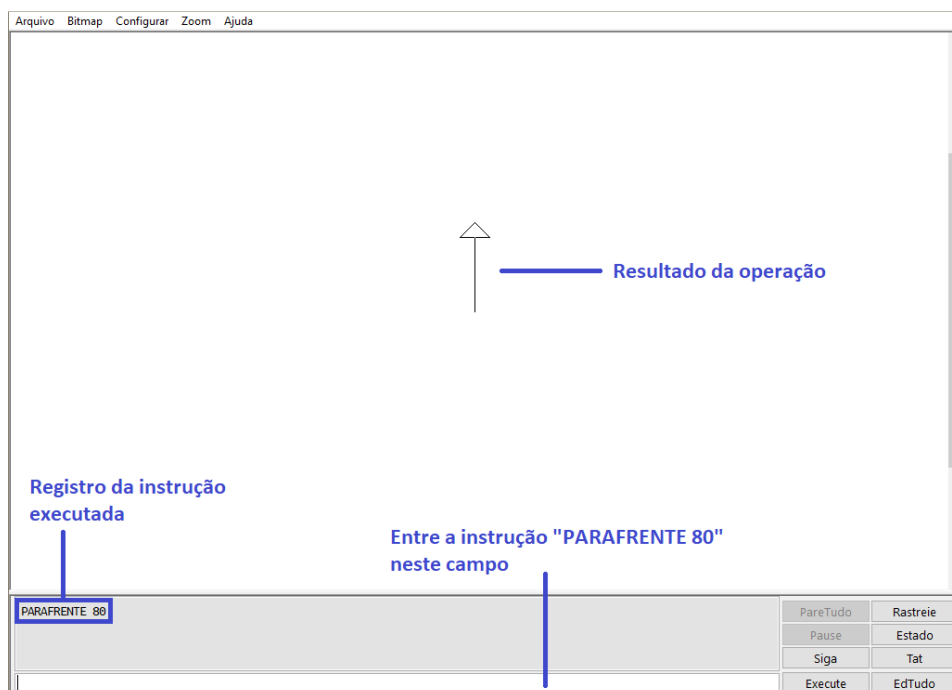 Arquivo Bitmap Configurar Zoom Ajuda
Resultado da operação
Registro da instrução
executada
Entre a instrução "PARAFRENTE 80"
neste campo
PARAFRENTE 80
PareTudo Rastreie
Pause Estado
Siga Tat
Execute EdTudo